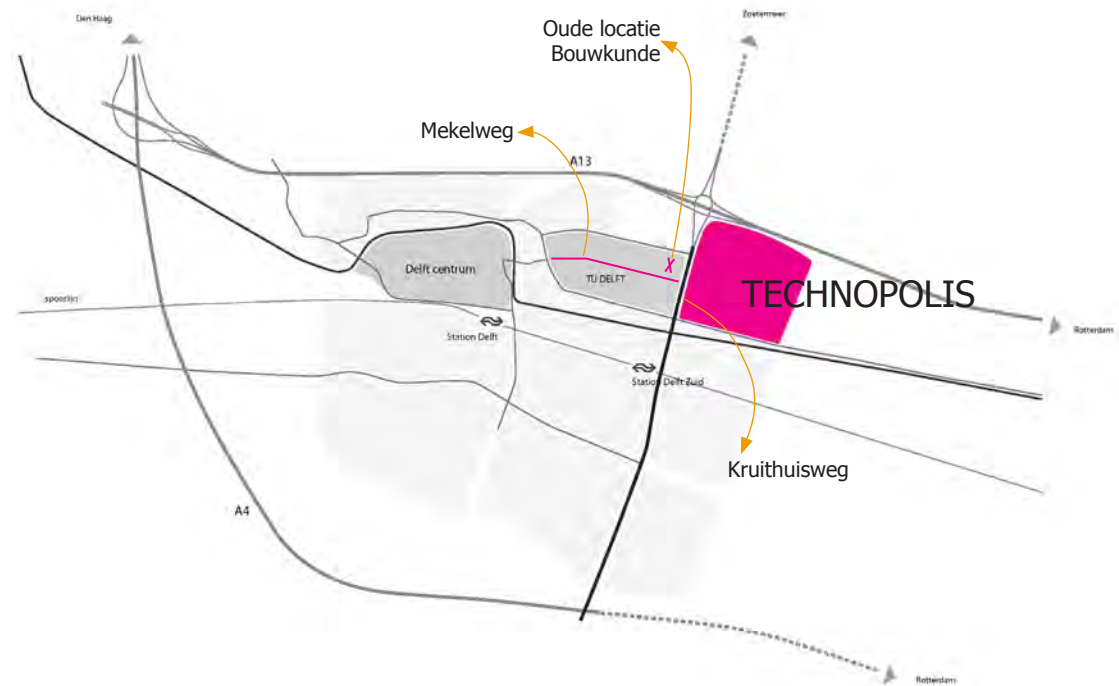 Den Haag
Zoetermeer
Oude locatie
Bouwkunde
Mekelweg
A13
Delft centrum
TU DELFT
X
TECHNOPOLIS
spoorlijn
Rotterdam
Station Delft
Station Delft Zuid
Kruithuisweg
A4
Rotterdam